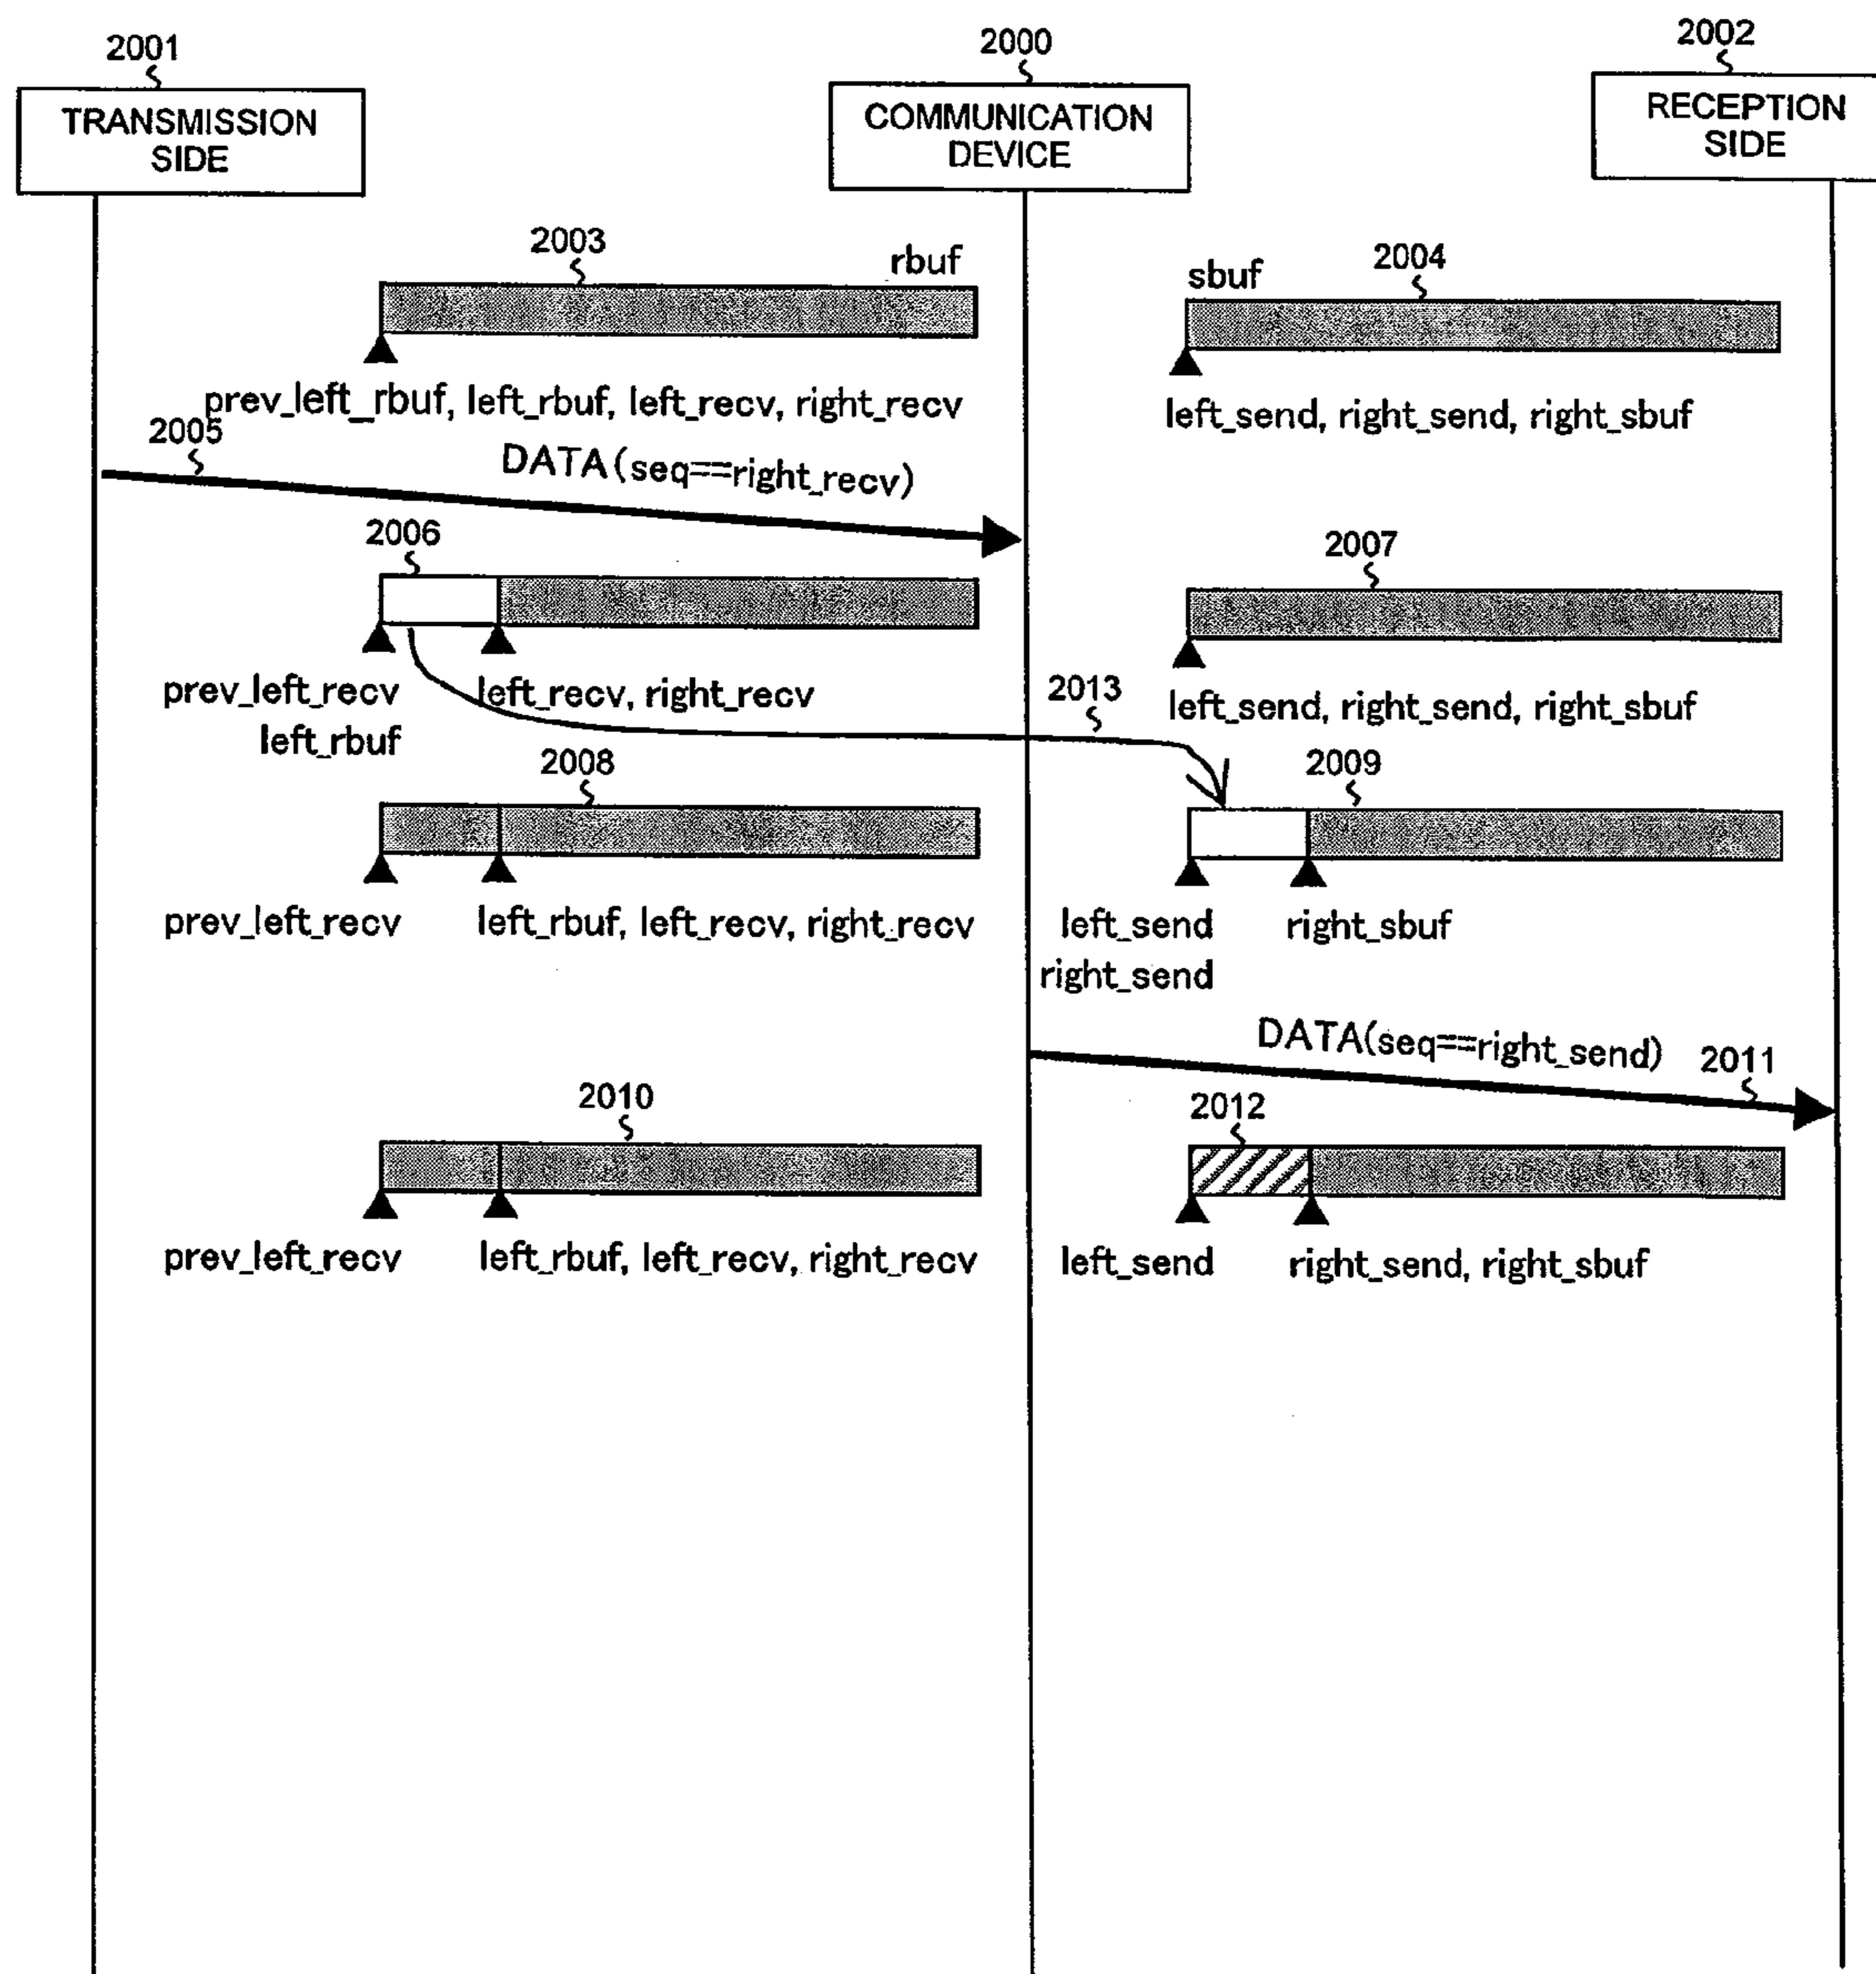 2001
2000
2002
TRANSMISSION
SIDE
COMMUNICATION
DEVICE
RECEPTION
SIDE
2003
rbuf
sbuf
2004
prev_left_rbuf, left_rbuf, left_recv, right_recv
left_send, right_send, right_sbuf
2005
DATA(seq==right_recv)
2006
2007
prev_left_recv
left_rbuf
left_recv, right_recv
2013
left_send, right_send, right_sbuf
2008
2009
prev_left_recv
left_rbuf, left_recv, right_recv
left_send
right_send
right_sbuf
DATA(seq==right_send)
2011
2010
2012
prev_left_recv
left_rbuf, left_recv, right_recv
left_send
right_send, right_sbuf